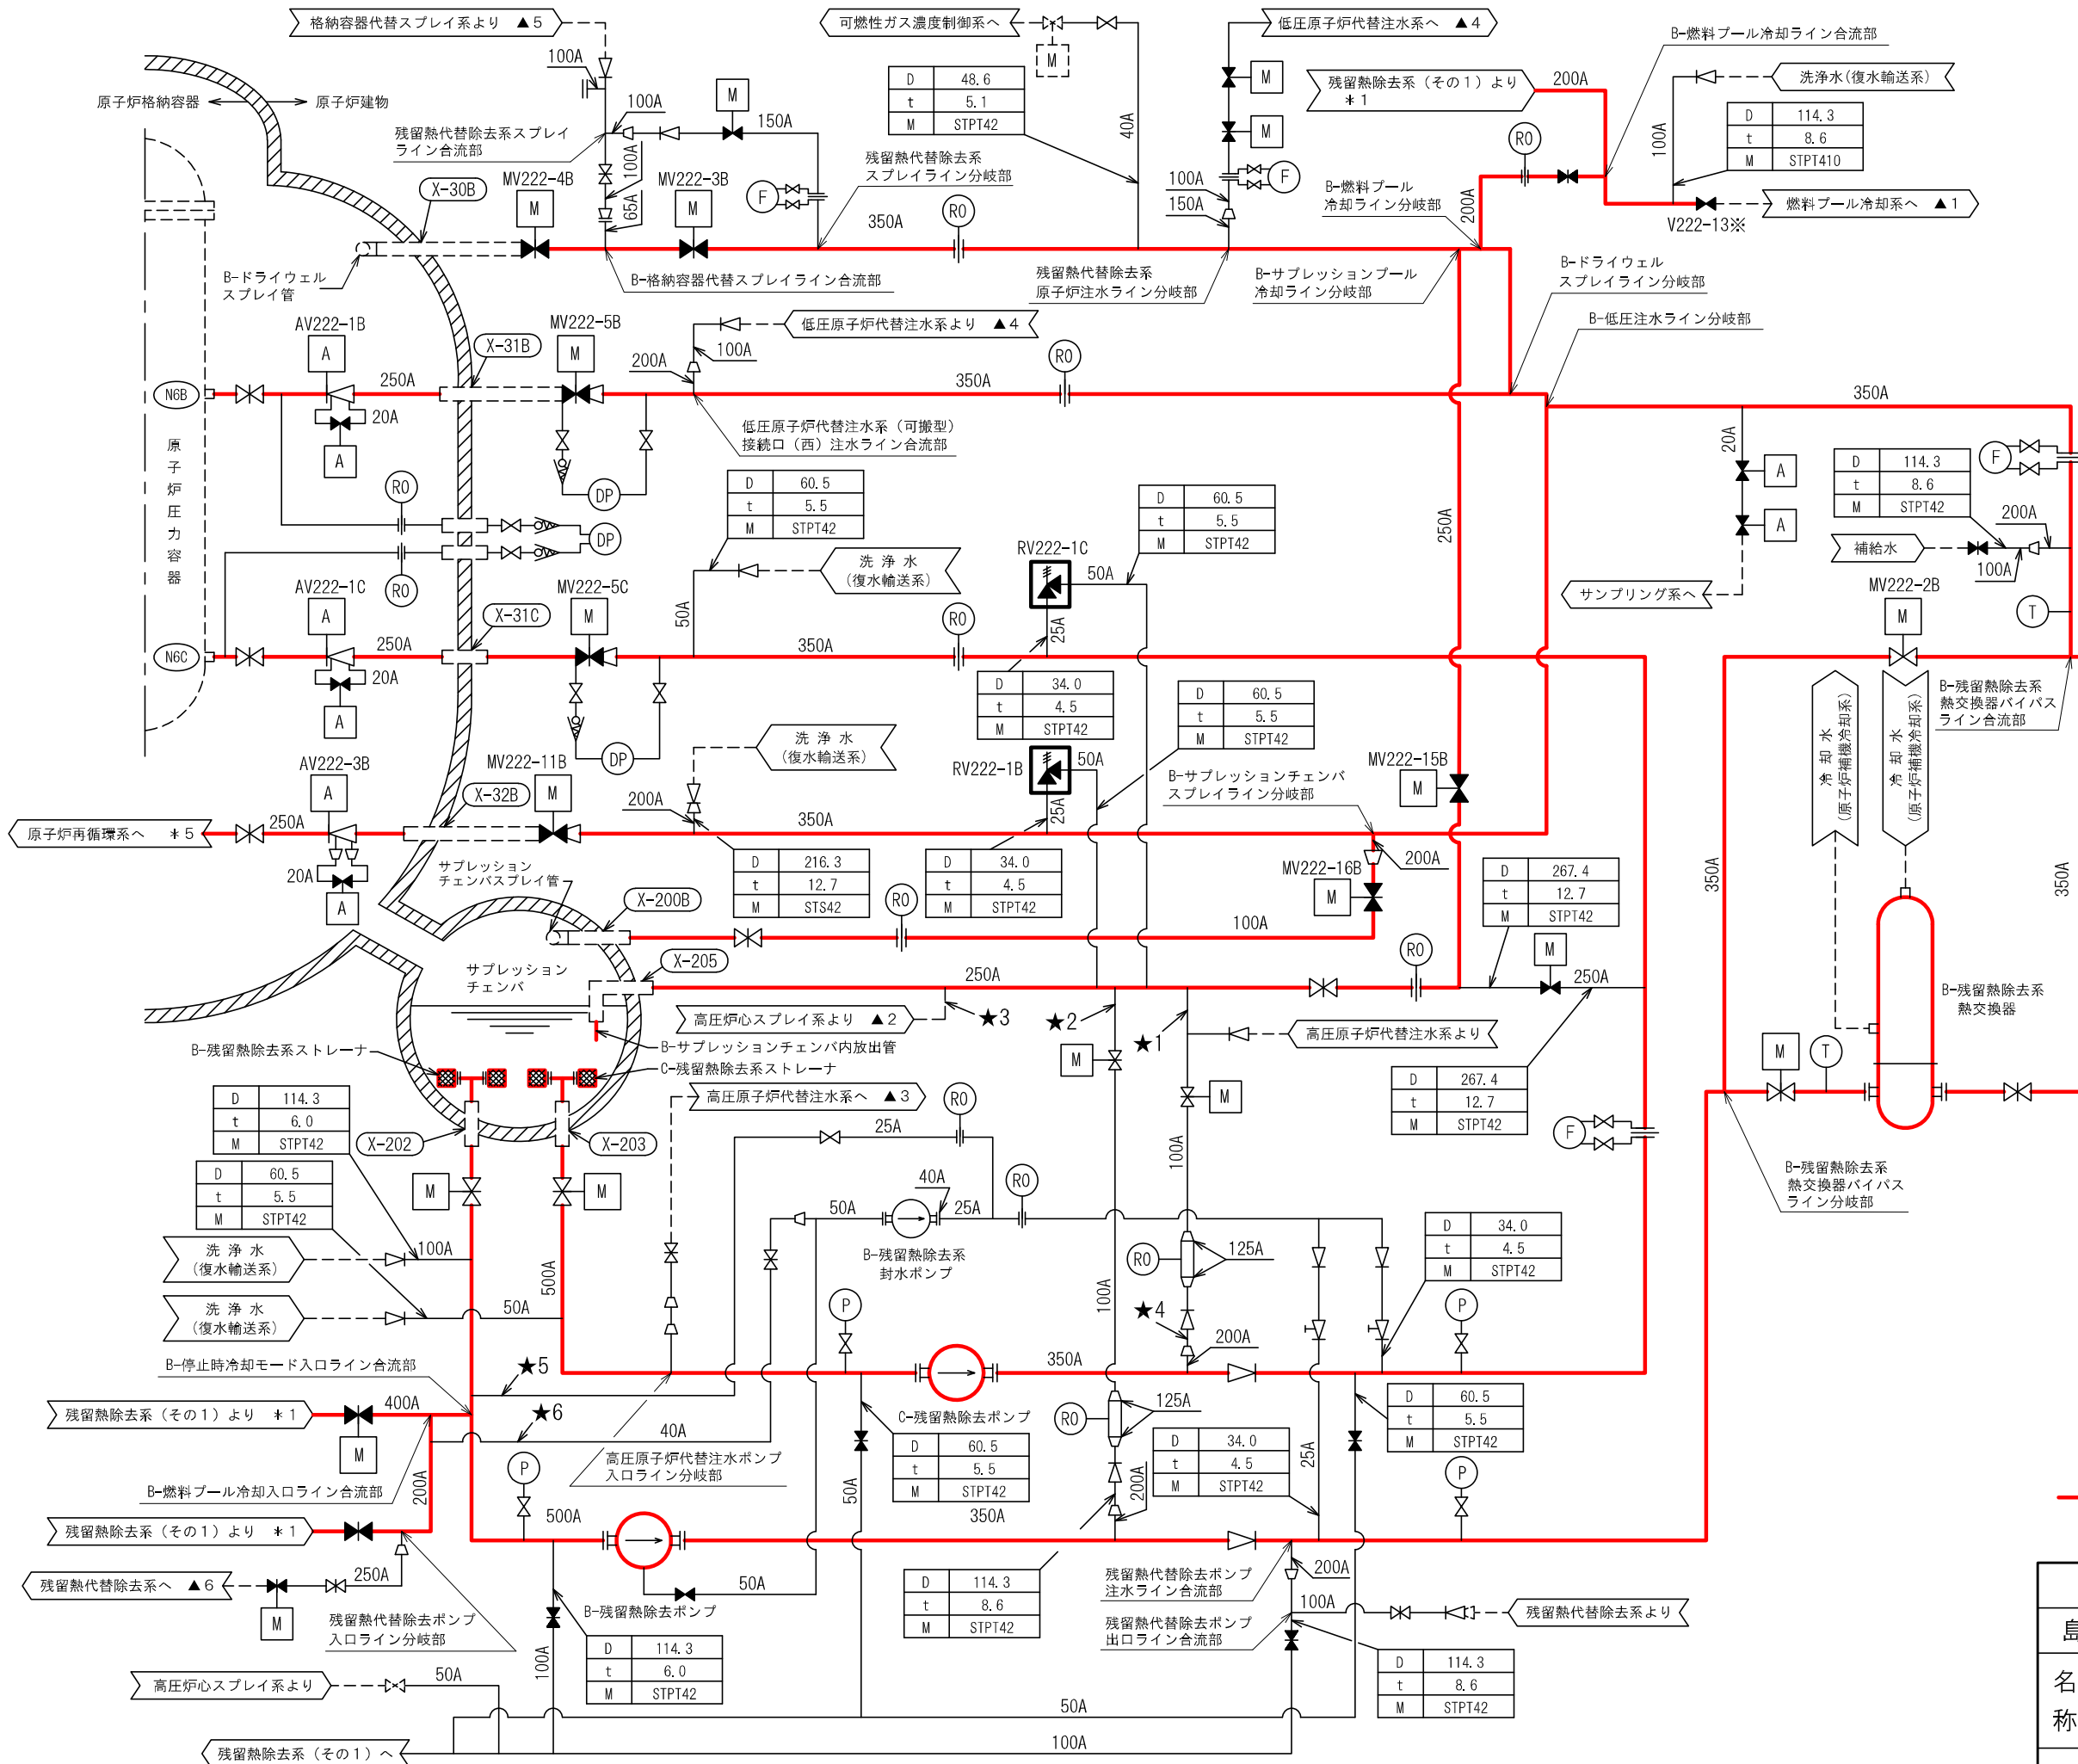 格納容器代替スプレイ系より ▲5
可燃性ガス濃度制御系へ
低圧原子炉代替注水系へ ▲4
B-燃料プール冷却ライン合流部
残留熱除去系(その1)より
*1
200A
洗浄水(復水輸送系)
100A
M
M
原子炉格納容器
原子炉建物
D 48.6
t 5.1
M STPT42
M
D 114.3
t 8.6
M STPT410
残留熱代替除去系スプレイ
ライン合流部
100A
150A
40A
M
RO
100A
残留熱代替除去系
スプレイライン分岐部
100A
65A
MV222-4B
MV222-3B
X-30B
M
M
F
350A
RO
100A
150A
F
B-燃料プール
冷却ライン分岐部
200A
燃料プール冷却系へ ▲1
V222-13※
B-ドライウェル
スプレイ管
B-格納容器代替スプレイライン合流部
残留熱代替除去系
原子炉注水ライン分岐部
B-サプレッションプール
冷却ライン分岐部
B-ドライウェル
スプレイライン分岐部
B-低圧注水ライン分岐部
AV222-1B
A
X-31B
MV222-5B
M
低圧原子炉代替注水系より ▲4
200A
100A
RO
N6B
250A
20A
A
350A
350A
低圧原子炉代替注水系(可搬型)
接続口(西)注水ライン合流部
原子炉圧力容器
RO
DP
DP
RO
D 60.5
t 5.5
M STPT42
D 60.5
t 5.5
M STPT42
250A
20A
A
A
F
D 114.3
t 8.6
M STPT42
200A
補給水
100A
サンプリング系へ
T
MV222-2B
M
洗浄水
(復水輸送系)
RV222-1C
50A
25A
AV222-1C
A
X-31C
MV222-5C
M
50A
RO
N6C
250A
20A
A
350A
DP
D 34.0
t 4.5
M STPT42
D 60.5
t 5.5
M STPT42
冷却水
(原子炉補機冷却系)
冷却水
(原子炉補機冷却系)
B-残留熱除去系
熱交換器バイパス
ライン合流部
洗浄水
(復水輸送系)
RV222-1B
50A
25A
B-サプレッションチェンバ
スプレイライン分岐部
MV222-15B
M
AV222-3B
A
X-32B
MV222-11B
M
原子炉再循環系へ *5
250A
20A
A
200A
350A
サプレッション
チェンバスプレイ管
X-200B
D 216.3
t 12.7
M STS42
D 34.0
t 4.5
M STPT42
RO
MV222-16B
M
200A
D 267.4
t 12.7
M STPT42
350A
350A
100A
X-205
サプレッション
チェンバ
250A
RO
M
250A
高圧炉心スプレイ系より ▲2
★3
★2
★1
高圧原子炉代替注水系より
B-残留熱除去系
熱交換器
B-残留熱除去系ストレーナ
B-サプレッションチェンバ内放出管
C-残留熱除去系ストレーナ
M
M
M
T
D 114.3
t 6.0
M STPT42
高圧原子炉代替注水系へ ▲3
RO
D 267.4
t 12.7
M STPT42
F
X-202
X-203
25A
100A
D 60.5
t 5.5
M STPT42
M
M
B-残留熱除去系
熱交換器バイパス
ライン分岐部
40A
50A
25A
RO
B-残留熱除去系
封水ポンプ
RO
125A
D 34.0
t 4.5
M STPT42
洗浄水
(復水輸送系)
100A
500A
洗浄水
(復水輸送系)
50A
P
100A
★4
200A
P
B-停止時冷却モード入口ライン合流部
★5
350A
残留熱除去系(その1)より *1
400A
M
★6
40A
C-残留熱除去ポンプ
RO
125A
D 60.5
t 5.5
M STPT42
高圧原子炉代替注水ポンプ
入口ライン分岐部
D 60.5
t 5.5
M STPT42
D 34.0
t 4.5
M STPT42
25A
P
P
B-燃料プール冷却入口ライン合流部
200A
50A
200A
残留熱除去系(その1)より *1
500A
350A
残留熱代替除去系へ ▲6
250A
M
残留熱代替除去ポンプ
入口ライン分岐部
50A
B-残留熱除去ポンプ
D 114.3
t 8.6
M STPT42
残留熱代替除去ポンプ
注水ライン合流部
200A
残留熱代替除去ポンプ
出口ライン合流部
100A
残留熱代替除去系より
100A
D 114.3
t 6.0
M STPT42
D 114.3
t 8.6
M STPT42
高圧炉心スプレイ系より
50A
50A
残留熱除去系(その1)へ
100A
島
名
称